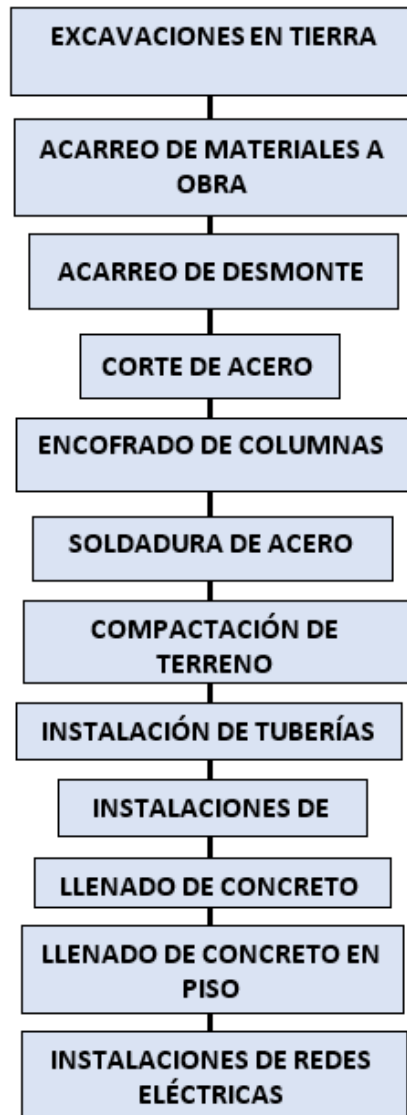 EXCAVACIONES EN TIERRA
ACARREO DE MATERIALES A
OBRA
ACARREO DE DESMONTE
CORTE DE ACERO
ENCOFRADO DE COLUMNAS
SOLDADURA DE ACERO
COMPACTACIÓN DE
TERRENO
INSTALACIÓN DE TUBERÍAS
INSTALACIONES DE
LLENADO DE CONCRETO
LLENADO DE CONCRETO EN
PISO
INSTALACIONES DE REDES
ELÉCTRICAS